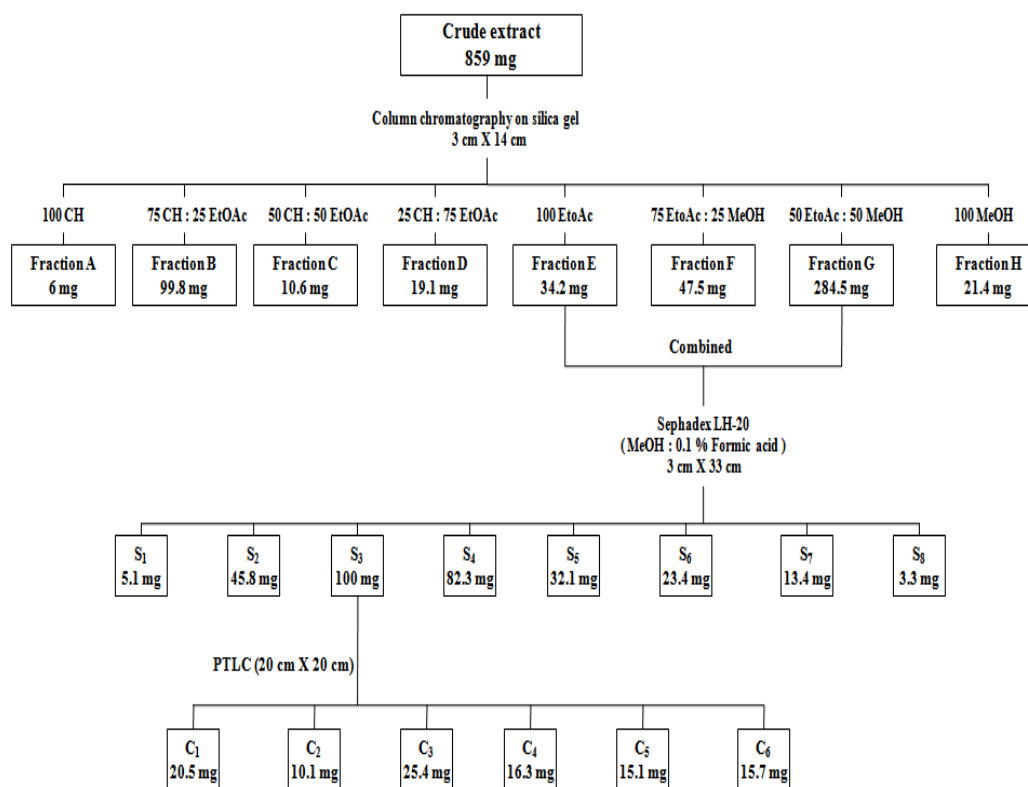 Crude extract
859 mg
Column chromatography on silica gel
3 cm X 14 cm
100 CH
75 CH : 25 EtOAc
50 CH : 50 EtOAc
25 CH : 75 EtOAc
100 EtoAc
75 EtoAc : 25 MeOH
50 EtoAc : 50 MeOH
100 MeOH
Fraction A
6 mg
Fraction B
99.8 mg
Fraction C
10.6 mg
Fraction D
19.1 mg
Fraction E
34.2 mg
Fraction F
47.5 mg
Fraction G
284.5 mg
Fraction H
21.4 mg
Combined
Sephadex LH-20
( MeOH : 0.1 % Formic acid )
3 cm X 33 cm
S₁
5.1 mg
S₂
45.8 mg
S₃
100 mg
S₄
82.3 mg
S₅
32.1 mg
S₆
23.4 mg
S₇
13.4 mg
S₈
3.3 mg
PTLC (20 cm X 20 cm)
C₁
20.5 mg
C₂
10.1 mg
C₃
25.4 mg
C₄
16.3 mg
C₅
15.1 mg
C₆
15.7 mg